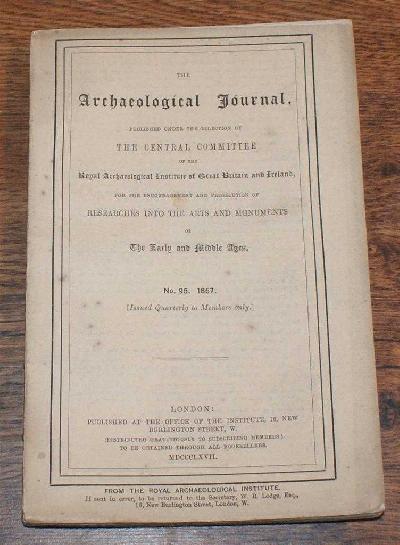 THE
Archaeological Journal,
PUBLISHED UNDER THE DIRECTION OF
THE CENTRAL COMMITTEE
OF THE
Royal Archaeological Institute of Great Britain and Ireland,
FOR THE ENCOURAGEMENT AND PROSECUTION OF
RESEARCHES INTO THE ARTS AND MONUMENTS
OF
The Early and Middle Ages.
No. 95. 1867.
[Issued Quarterly to Members only.]
LONDON:
PUBLISHED AT THE OFFICE OF THE INSTITUTE, 16, NEW
BURLINGTON STREET, W.
(DISTRIBUTED GRATUITOUSLY TO SUBSCRIBING MEMBERS)
TO BE OBTAINED THROUGH ALL BOOKSELLERS.
MDCCCLXVII.
FROM THE ROYAL ARCHAEOLOGICAL INSTITUTE.
If sent in error, to be returned to the Secretary, W. R. Lodge, Esq.,
16, New Burlington Street, London, W.